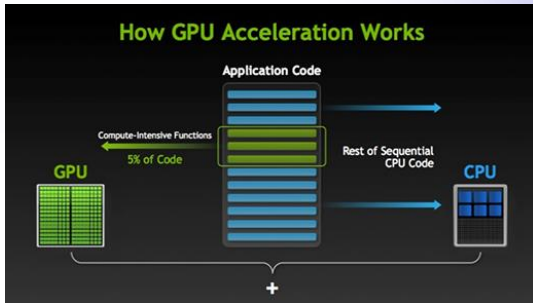 How GPU Acceleration Works
Application Code
Compute-Intensive Functions
5% of Code
Rest of Sequential
CPU Code
GPU
CPU
+